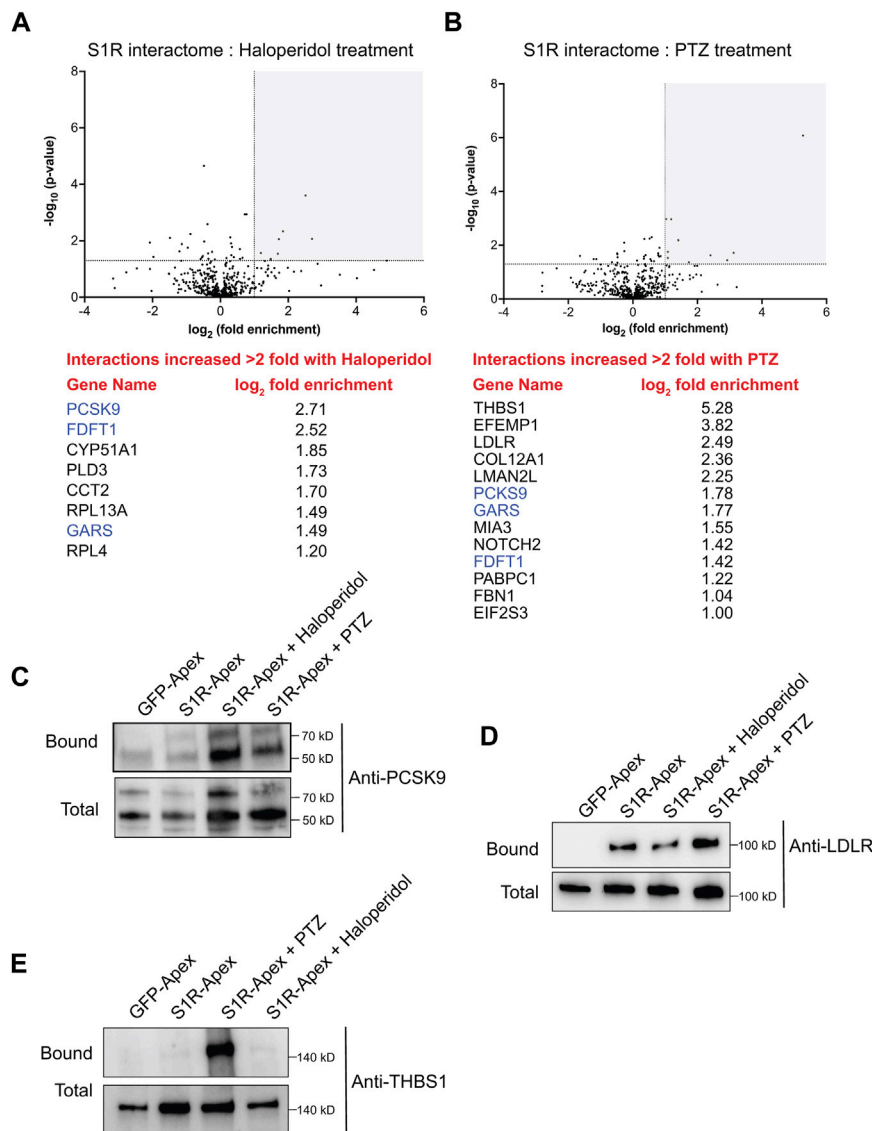 A
S1R interactome : Haloperidol treatment
8
6
4
2
0
-log10 (p-value)
-4 -2 0 2 4 6
log2 (fold enrichment)
Interactions increased >2 fold with Haloperidol
Gene Name log2 fold enrichment
PCSK9 2.71
FDFT1 2.52
CYP51A1 1.85
PLD3 1.73
CCT2 1.70
RPL13A 1.49
GARS 1.49
RPL4 1.20
B
S1R interactome : PTZ treatment
8
6
4
2
0
-log10 (p-value)
-4 -2 0 2 4 6
log2 (fold enrichment)
Interactions increased >2 fold with PTZ
Gene Name log2 fold enrichment
THBS1 5.28
EFEMP1 3.82
LDLR 2.49
COL12A1 2.36
LMAN2L 2.25
PCKS9 1.78
GARS 1.77
MIA3 1.55
NOTCH2 1.42
FDFT1 1.42
PABPC1 1.22
FBN1 1.04
EIF2S3 1.00
C
GFP-Apex
S1R-Apex
S1R-Apex + Haloperidol
S1R-Apex + PTZ
Bound
70 kD
50 kD
Total
70 kD
50 kD
Anti-PCSK9
D
GFP-Apex
S1R-Apex
S1R-Apex + Haloperidol
S1R-Apex + PTZ
Bound
100 kD
Total
100 kD
Anti-LDLR
E
GFP-Apex
S1R-Apex
S1R-Apex + PTZ
S1R-Apex + Haloperidol
Bound
140 kD
Total
140 kD
Anti-THBS1